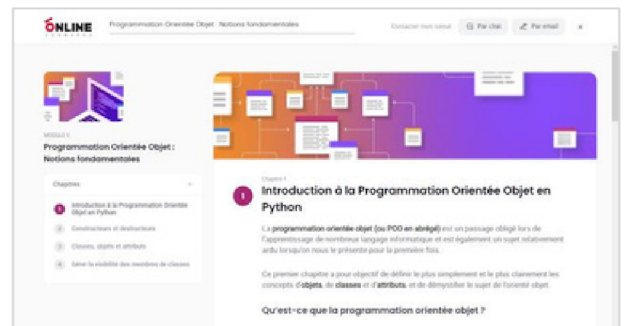 ONLINE
Programmation Orientée Objet : Notions fondamentales
Contacter mon tuteur
Par chat
Par email
×
MODULE
Programmation Orientée Objet :
Notions fondamentales
Chapitres
1 Introduction à la Programmation Orientée
Objet en Python
2 Constructeurs et destructeurs
3 Classes, objets et attributs
4 Gérer la visibilité des membres de classes
Chapitre 1
1 Introduction à la Programmation Orientée Objet en
Python
La programmation orientée objet (ou POO en abrégé) est un passage obligé lors de
l'apprentissage de nombreux langage informatique et est également un sujet relativement
ardu lorsqu'on nous le présente pour la première fois.
Ce premier chapitre a pour objectif de définir le plus simplement et le plus clairement les
concepts d'objets, de classes et d'attributs, et de démystifier le sujet de l'orienté objet.
Qu'est-ce que la programmation orientée objet ?